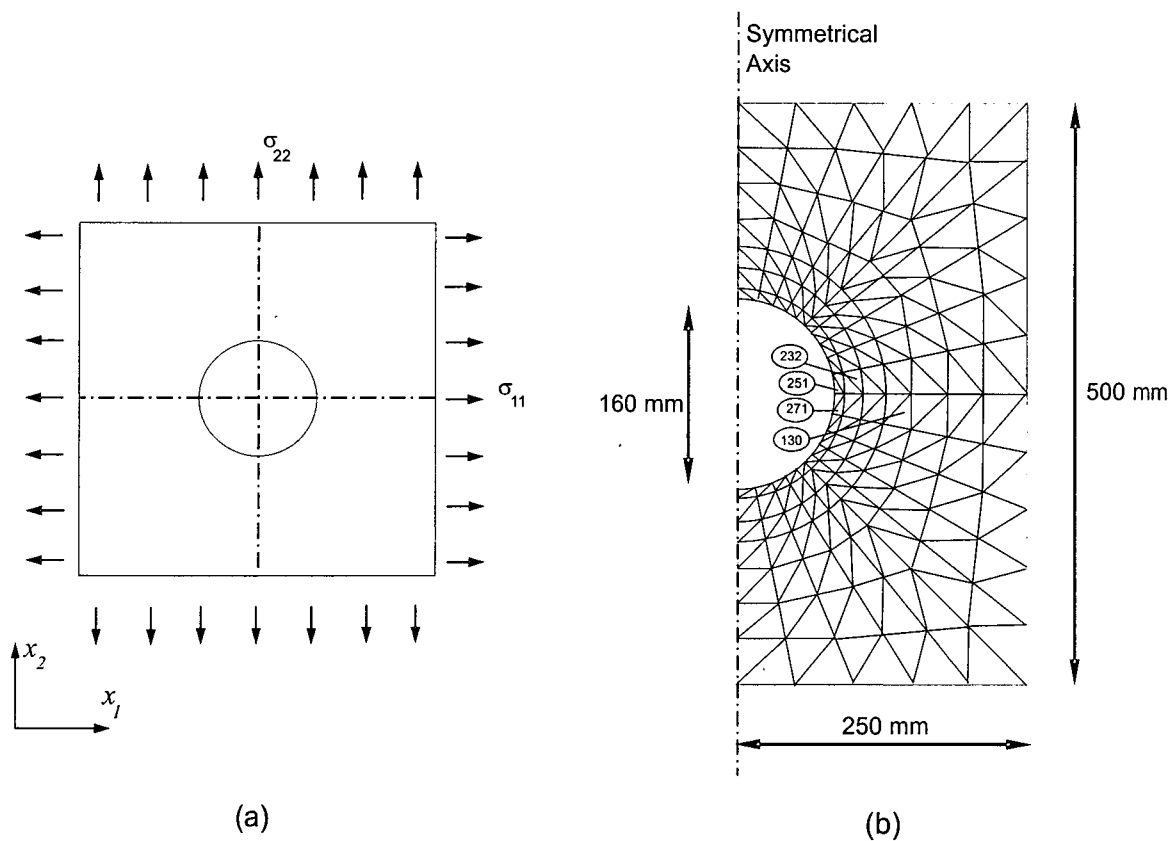 σ22
σ11
x2
x1
(a)
Symmetrical
Axis
232
251
271
130
160 mm
500 mm
250 mm
(b)